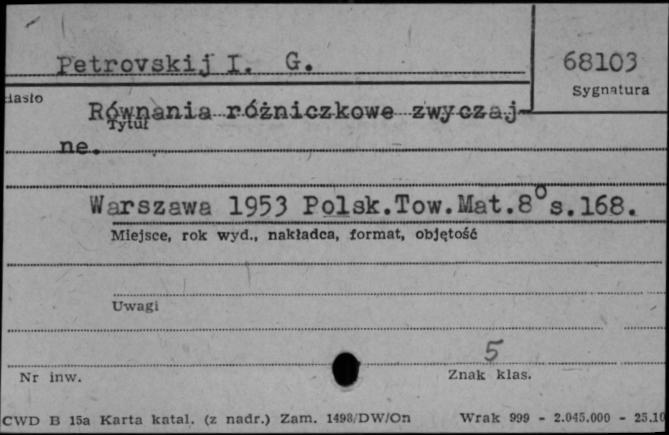 Petrovskij I. G.
68103
Sygnatura
Hasło
Równania różniczkowe zwyczaj-
Tytuł
ne.
Warszawa 1953 Polsk.Tow.Mat.8° s.168.
Miejsce, rok wyd., nakładca, format, objętość
Uwagi
5
Nr inw.
Znak klas.
CWD B 15a Karta katal. (z nadr.) Zam. 1498/DW/On Wrak 999 - 2.045.000 - 25.10